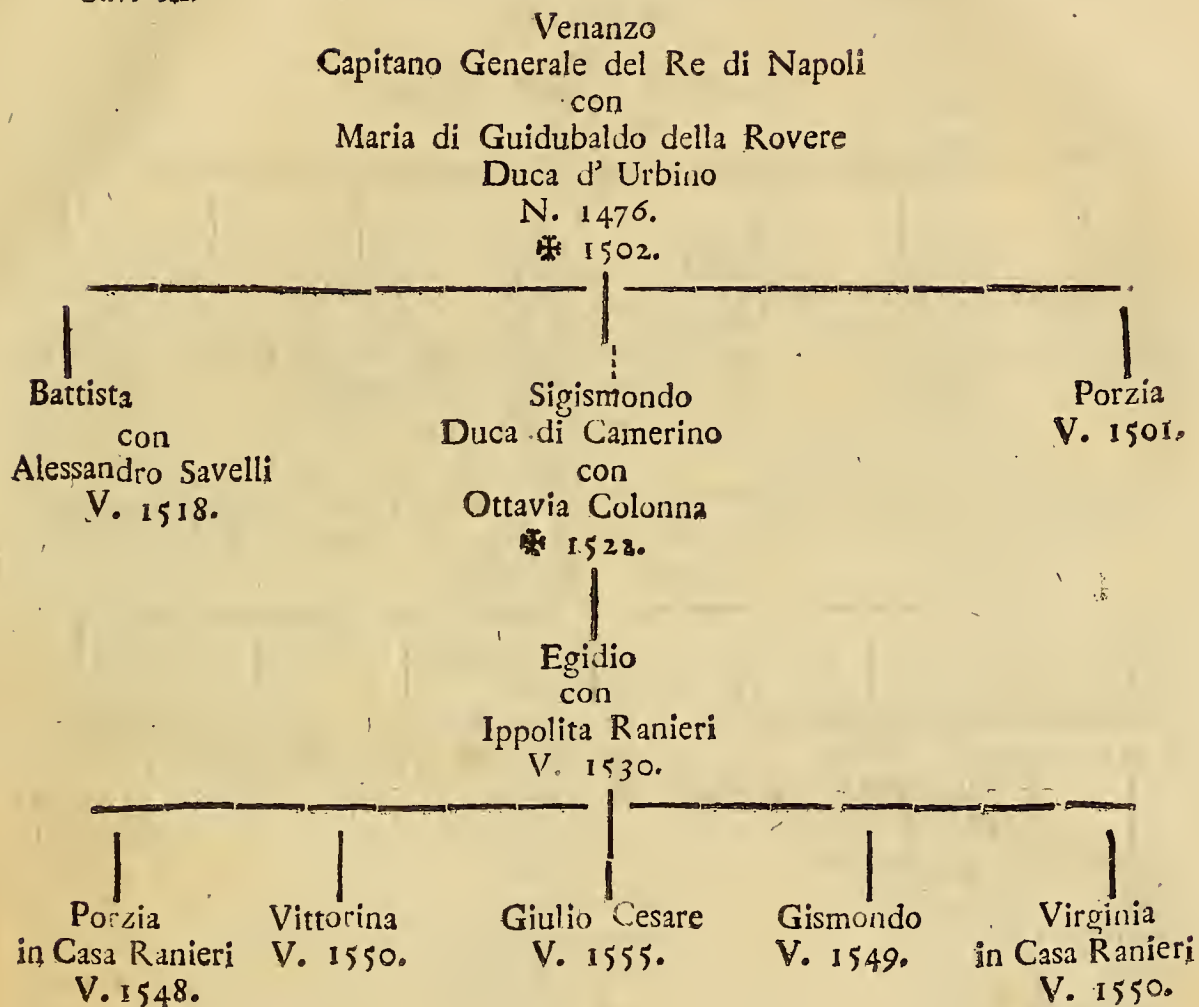 Venanzo
Capitano Generale del Re di Napoli
con
Maria di Guidubaldo della Rovere
Duca d' Urbino
N. 1476.
✠ 1502.
Battista
con
Alessandro Savelli
V. 1518.
Sigismondo
Duca di Camerino
con
Ottavia Colonna
✠ 1522.
Porzia
V. 1501.
Egidio
con
Ippolita Ranieri
V. 1530.
Porzia
in Casa Ranieri
V. 1548.
Vittorina
V. 1550.
Giulio Cesare
V. 1555.
Gismondo
V. 1549.
Virginia
in Casa Ranieri
V. 1550.